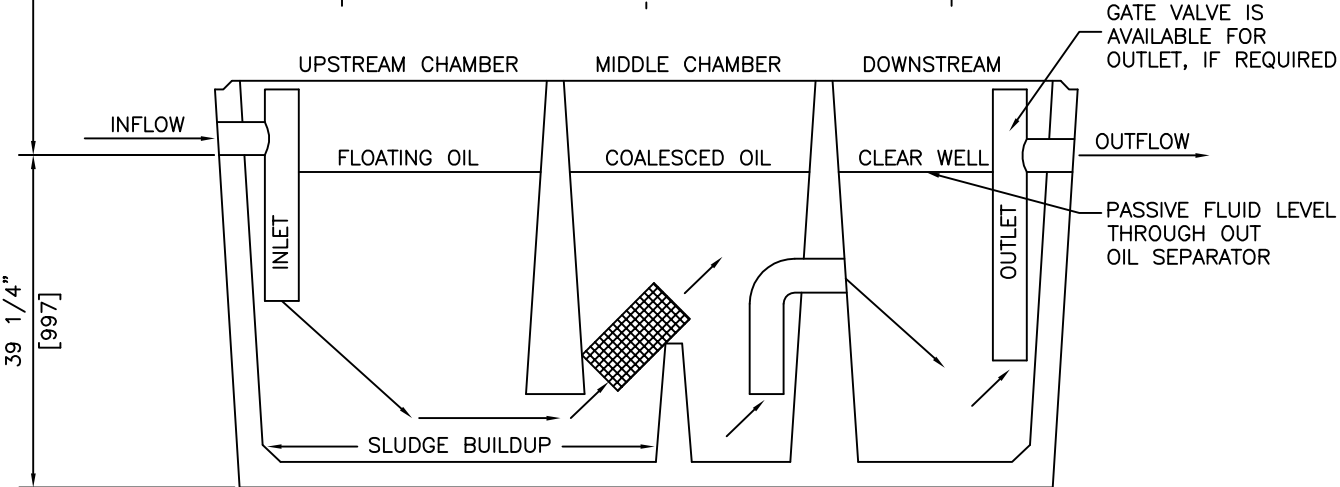 GATE VALVE IS
AVAILABLE FOR
OUTLET, IF REQUIRED
UPSTREAM CHAMBER
MIDDLE CHAMBER
DOWNSTREAM
INFLOW
OUTFLOW
FLOATING OIL
COALESCED OIL
CLEAR WELL
INLET
OUTLET
PASSIVE FLUID LEVEL
THROUGH OUT
OIL SEPARATOR
39 1/4"
[997]
SLUDGE BUILDUP